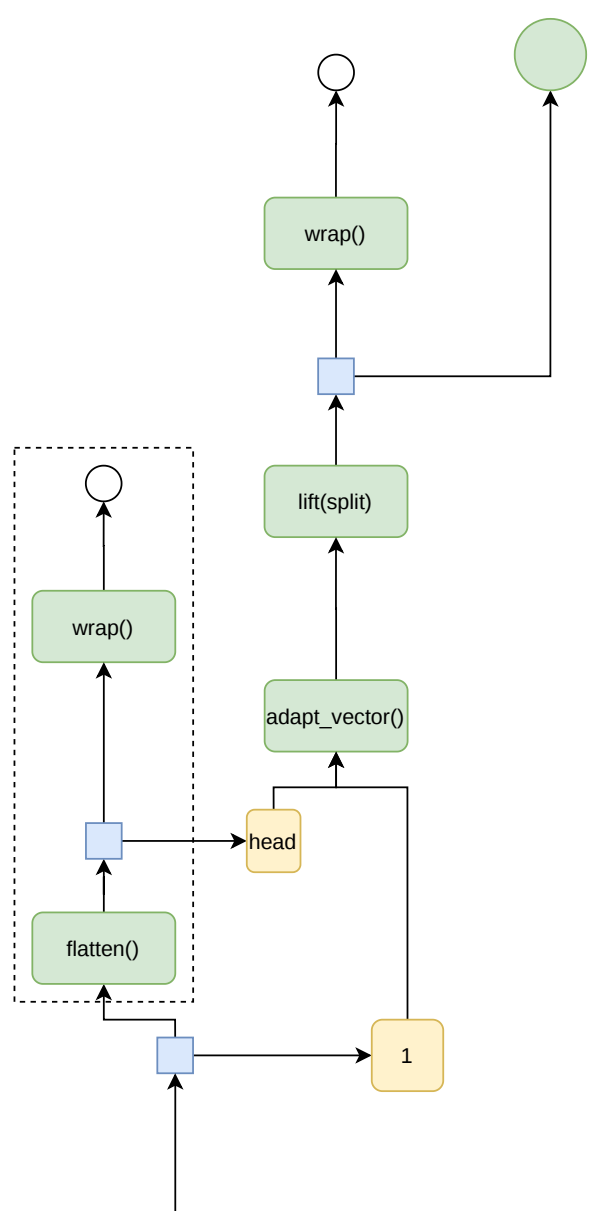 wrap()
lift(split)
wrap()
adapt_vector()
head
flatten()
1